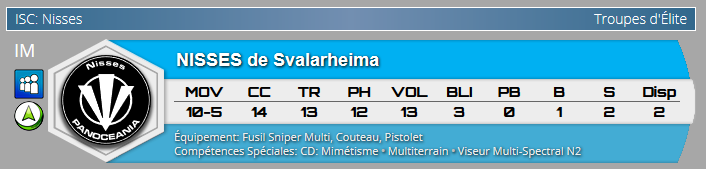 ISC: Nisses
Troupes d'Élite
IM
Nisses
PANOCEANIA
NISSES de Svalarheima
MOV CC TR PH VOL BLI PB B S Disp
10-5 14 13 12 13 3 0 1 2 2
Équipement: Fusil Sniper Multi, Couteau, Pistolet
Compétences Spéciales: CD: Mimétisme • Multiterrain • Viseur Multi-Spectral N2